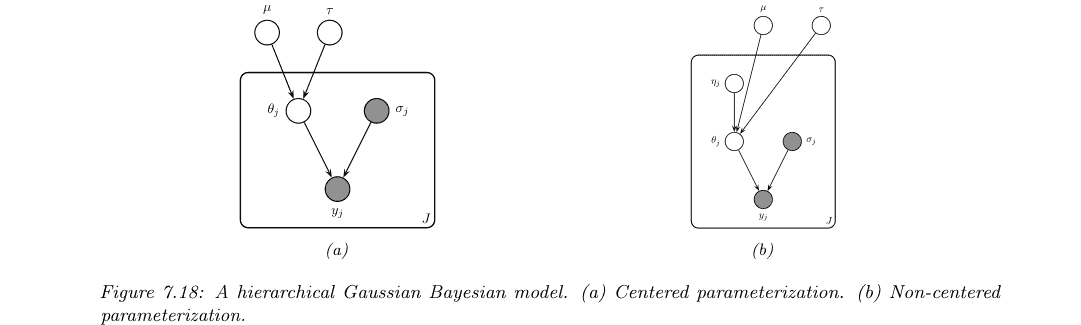 μ τ
θj σj
yj
J
(a)
μ τ
ηj
θj σj
yj
J
(b)
Figure 7.18: A hierarchical Gaussian Bayesian model. (a) Centered parameterization. (b) Non-centered
parameterization.